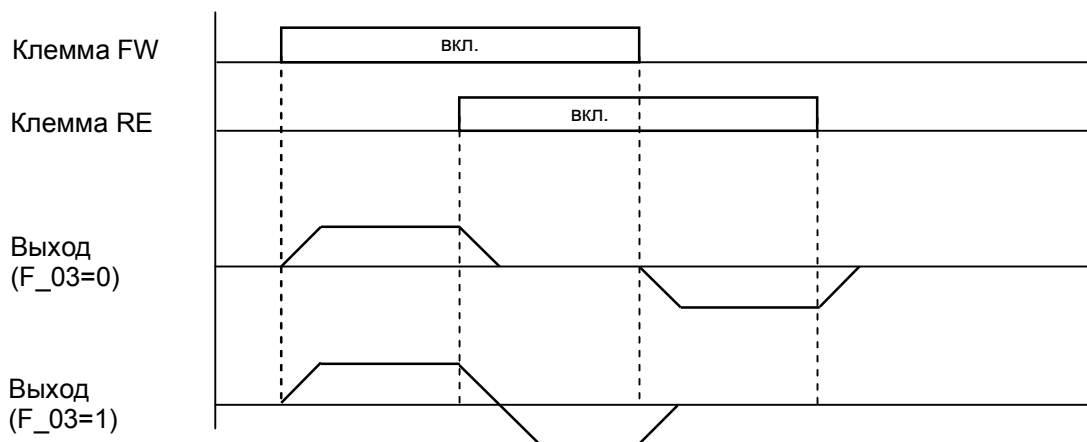 Клемма FW
вкл.
Клемма RE
вкл.
Выход
(F_03=0)
Выход
(F_03=1)